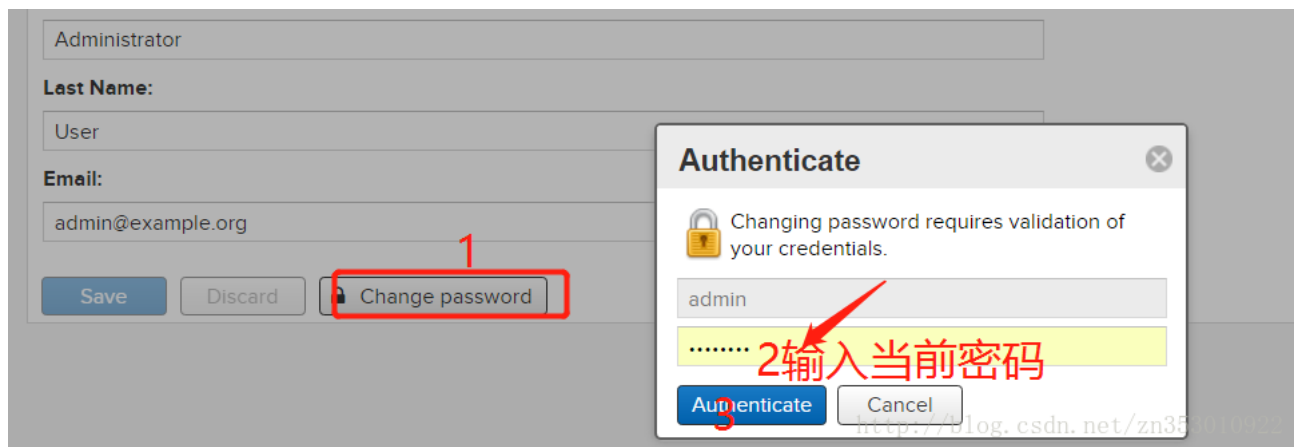 Administrator
Last Name:
User
Email:
admin@example.org
1
Save
Discard
Change password
Authenticate
Changing password requires validation of
your credentials.
admin
........
2输入当前密码
Authenticate
3
Cancel
http://blog.csdn.net/zn353010922